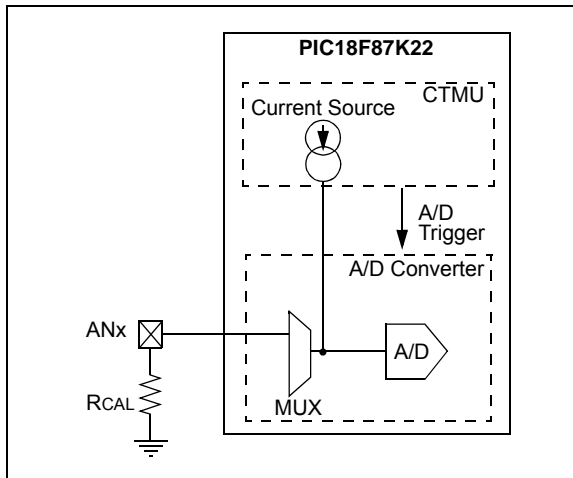 PIC18F87K22
CTMU
Current Source
A/D
Trigger
A/D Converter
ANx
A/D
RCAL
MUX